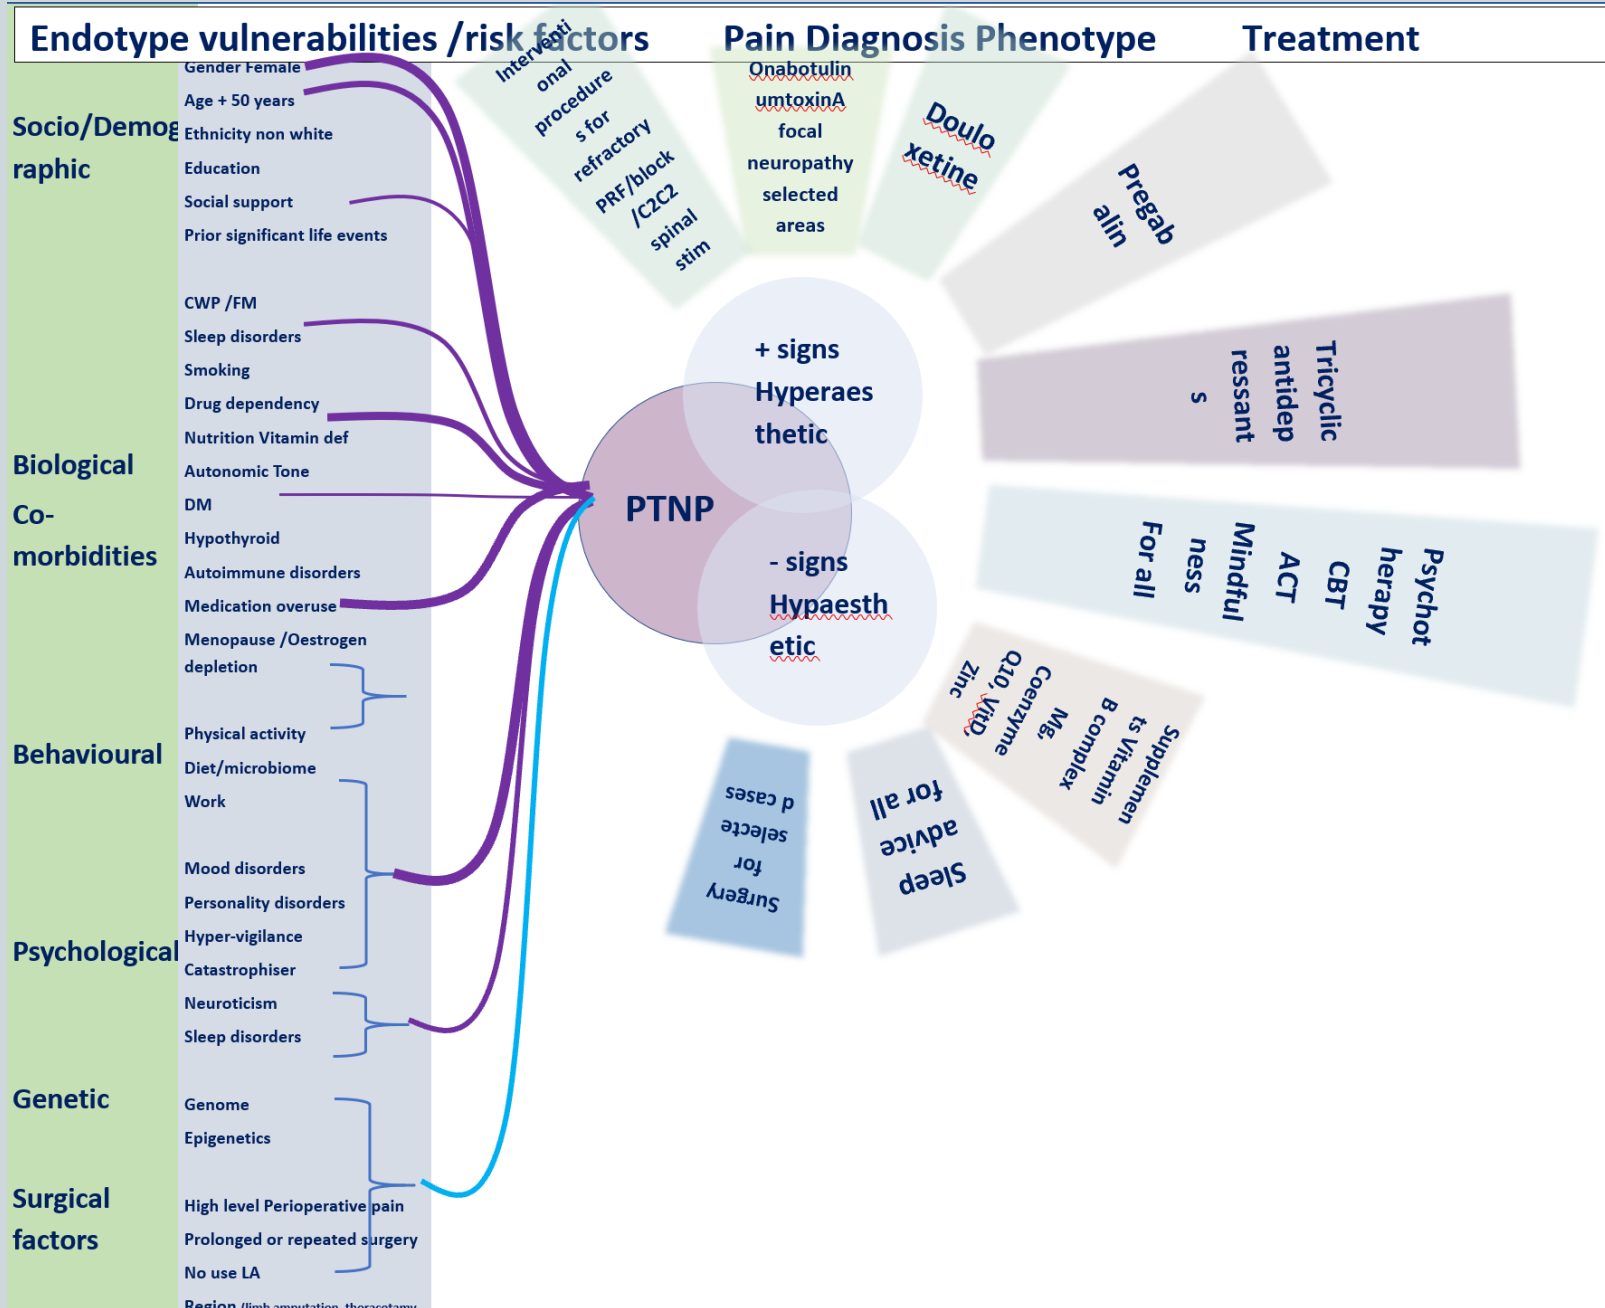 Endotype vulnerabilities /risk factors
Pain Diagnosis Phenotype
Treatment
Socio/Demog
raphic
Biological
Co-
morbidities
Behavioural
Psychological
Genetic
Surgical
factors
Gender Female
Age + 50 years
Ethnicity non white
Education
Social support
Prior significant life events
CWP /FM
Sleep disorders
Smoking
Drug dependency
Nutrition Vitamin def
Autonomic Tone
DM
Hypothyroid
Autoimmune disorders
Medication overuse
Menopause /Oestrogen
depletion
Physical activity
Diet/microbiome
Work
Mood disorders
Personality disorders
Hyper-vigilance
Catastrophiser
Neuroticism
Sleep disorders
Genome
Epigenetics
High level Perioperative pain
Prolonged or repeated surgery
No use LA
Region (limb amputation, thoracotamy
PTNP
+ signs
Hyperaes
thetic
- signs
Hypaesth
etic
Interventi
onal
procedure
s for
refractory
PRF/block
/C2C2
spinal
stim
Onabotulin
umtoxinA
focal
neuropathy
selected
areas
Doulo
xetine
Pregab
alin
Tricyclic
antidep
ressant
s
Psychot
herapy
CBT
ACT
Mindful
ness
For all
Supplemen
ts Vitamin
B complex
Mg,
Coenzyme
Q10, VitD,
Zinc
Sleep
advice
for all
Surgery
for
selecte
d cases